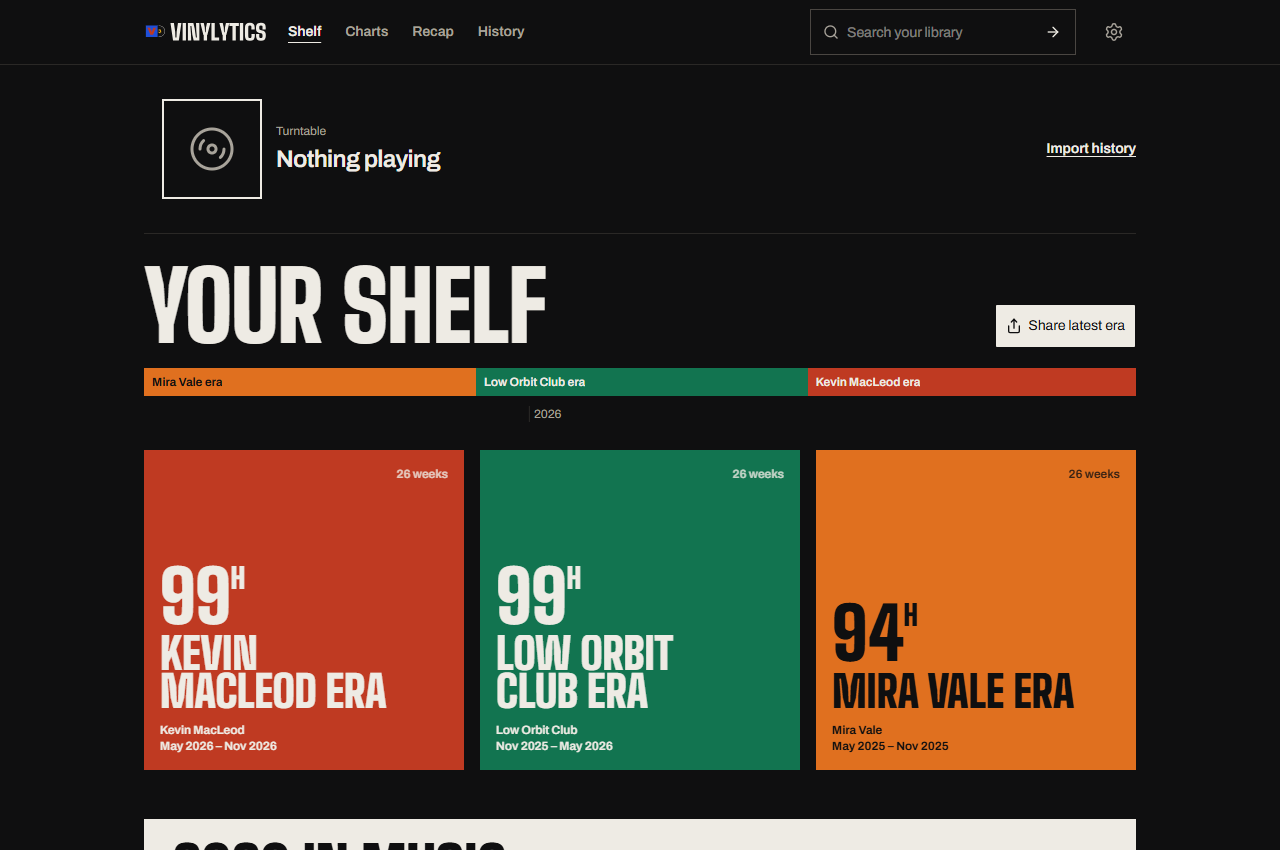 VINYLYTICS Shelf Charts Recap History Search your library
Turntable
Nothing playing
Import history
YOUR SHELF
Share latest era
Mira Vale era Low Orbit Club era Kevin MacLeod era
2026
26 weeks
99H
KEVIN
MACLEOD ERA
Kevin MacLeod
May 2026 – Nov 2026
26 weeks
99H
LOW ORBIT
CLUB ERA
Low Orbit Club
Nov 2025 – May 2026
26 weeks
94H
MIRA VALE ERA
Mira Vale
May 2025 – Nov 2025